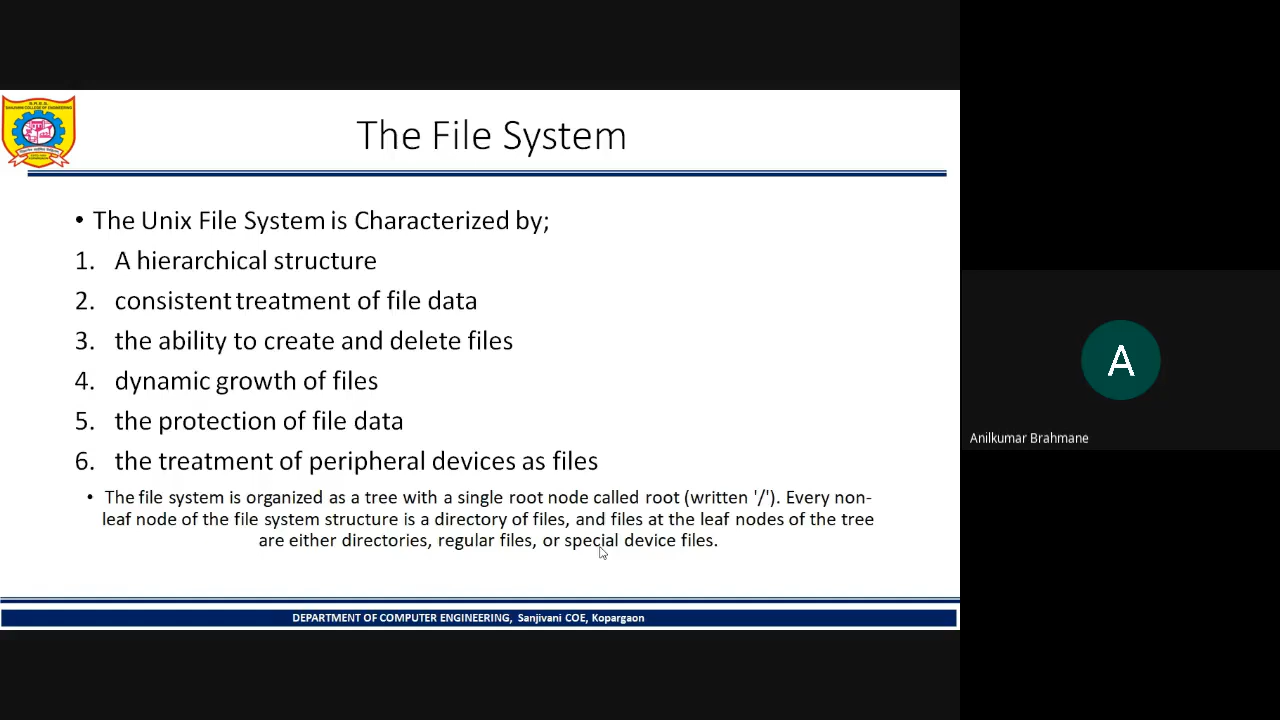 The File System
• The Unix File System is Characterized by;
1. A hierarchical structure
2. consistent treatment of file data
3. the ability to create and delete files
4. dynamic growth of files
5. the protection of file data
6. the treatment of peripheral devices as files
• The file system is organized as a tree with a single root node called root (written '/'). Every non-
leaf node of the file system structure is a directory of files, and files at the leaf nodes of the tree
are either directories, regular files, or special device files.
DEPARTMENT OF COMPUTER ENGINEERING, Sanjivani COE, Kopargaon
A
Anilkumar Brahmane